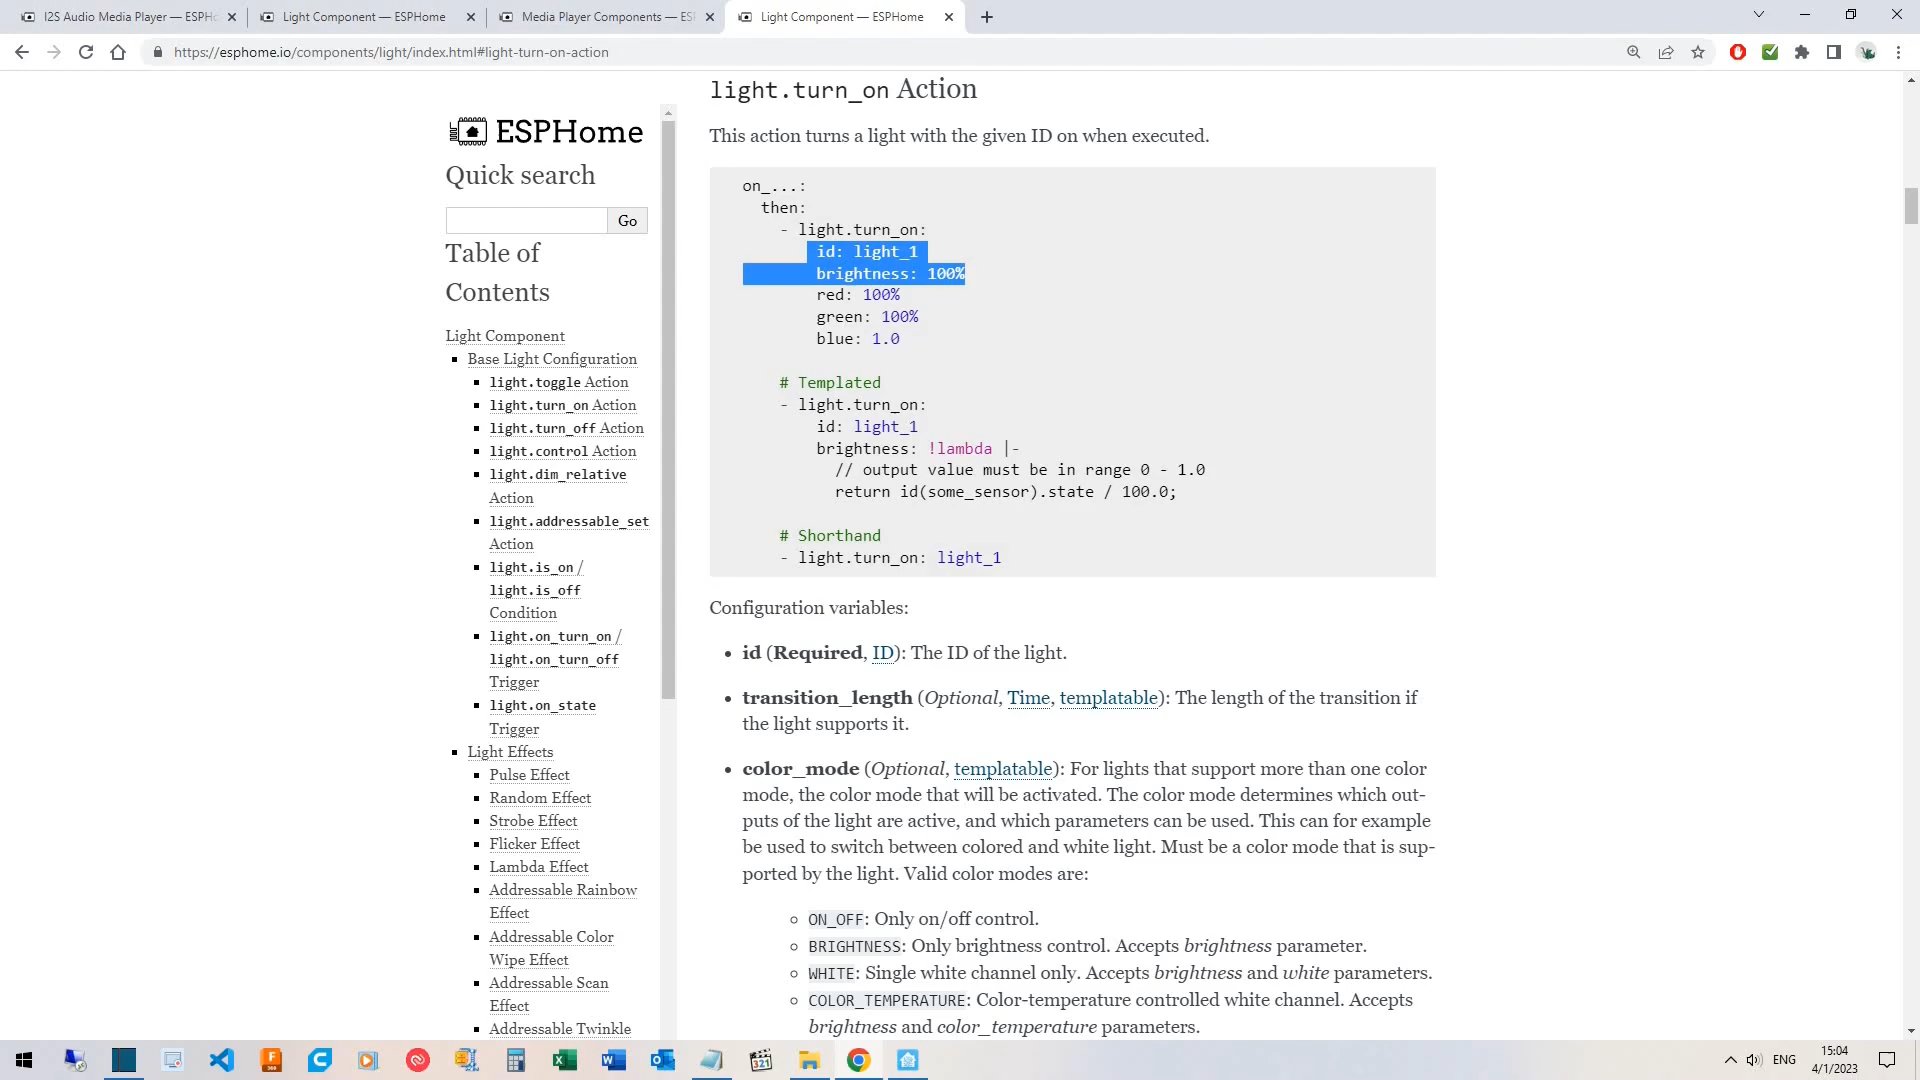 I2S Audio Media Player — ESPHo
Light Component — ESPHome
Media Player Components — ESP
Light Component — ESPHome
https://esphome.io/components/light/index.html#light-turn-on-action
light.turn_on Action
ESPHome
This action turns a light with the given ID on when executed.
Quick search
Go
Table of
Contents
Light Component
Base Light Configuration
light.toggle Action
light.turn_on Action
light.turn_off Action
light.control Action
light.dim_relative
Action
light.addressable_set
Action
light.is_on /
light.is_off
Condition
light.on_turn_on /
light.on_turn_off
Trigger
light.on_state
Trigger
Light Effects
Pulse Effect
Random Effect
Strobe Effect
Flicker Effect
Lambda Effect
Addressable Rainbow
Effect
Addressable Color
Wipe Effect
Addressable Scan
Effect
Addressable Twinkle
on_...:
then:
- light.turn_on:
id: light_1
brightness: 100%
red: 100%
green: 100%
blue: 1.0
# Templated
- light.turn_on:
id: light_1
brightness: !lambda |-
// output value must be in range 0 - 1.0
return id(some_sensor).state / 100.0;
# Shorthand
- light.turn_on: light_1
Configuration variables:
id (Required, ID): The ID of the light.
transition_length (Optional, Time, templatable): The length of the transition if
the light supports it.
color_mode (Optional, templatable): For lights that support more than one color
mode, the color mode that will be activated. The color mode determines which out-
puts of the light are active, and which parameters can be used. This can for example
be used to switch between colored and white light. Must be a color mode that is sup-
ported by the light. Valid color modes are:
ON_OFF: Only on/off control.
BRIGHTNESS: Only brightness control. Accepts brightness parameter.
WHITE: Single white channel only. Accepts brightness and white parameters.
COLOR_TEMPERATURE: Color-temperature controlled white channel. Accepts
brightness and color_temperature parameters.
ENG
15:04
4/1/2023